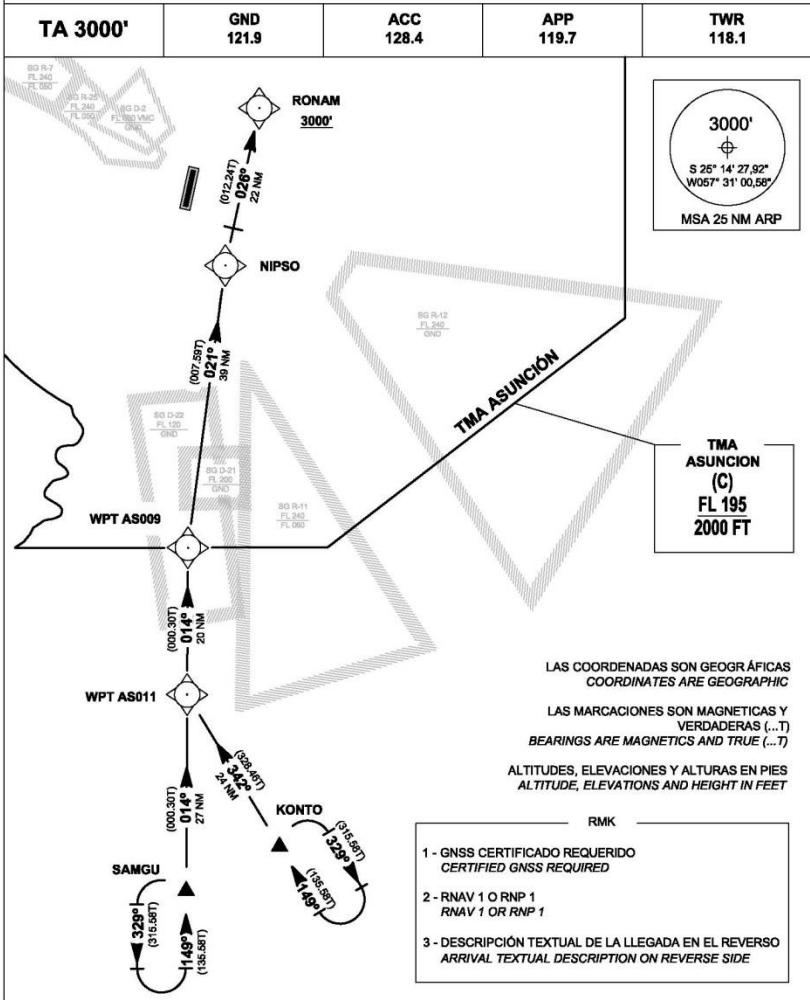 TA 3000'
GND
121.9
ACC
128.4
APP
119.7
TWR
118.1
SG R-7
FL 240
FL 050
SG R-25
FL 240
FL 050
SG D-2
GND
RONAM
3000'
3000'
S 25° 14' 27,92"
W057° 31' 00,58"
MSA 25 NM ARP
(012.24T)
026°
22 NM
NIPSO
SG R-12
FL 240
GND
(007.59T)
021°
39 NM
TMA ASUNCIÓN
SG D-22
FL 120
GND
SG D-21
FL 200
GND
SG R-11
FL 240
FL 060
TMA
ASUNCION
(C)
FL 195
2000 FT
WPT AS009
(000.30T)
014°
20 NM
WPT AS011
LAS COORDENADAS SON GEOGRÁFICAS
COORDINATES ARE GEOGRAPHIC
LAS MARCACIONES SON MAGNETICAS Y
VERDADERAS (...T)
BEARINGS ARE MAGNETICS AND TRUE (...T)
ALTITUDES, ELEVACIONES Y ALTURAS EN PIES
ALTITUDE, ELEVATIONS AND HEIGHT IN FEET
(000.30T)
014°
27 NM
(328.46T)
342°
24 NM
KONTO
(315.58T)
329°
149°
(135.58T)
SAMGU
329°
(315.58T)
149°
(135.58T)
RMK
1 - GNSS CERTIFICADO REQUERIDO
CERTIFIED GNSS REQUIRED
2 - RNAV 1 O RNP 1
RNAV 1 OR RNP 1
3 - DESCRIPCIÓN TEXTUAL DE LA LLEGADA EN EL REVERSO
ARRIVAL TEXTUAL DESCRIPTION ON REVERSE SIDE